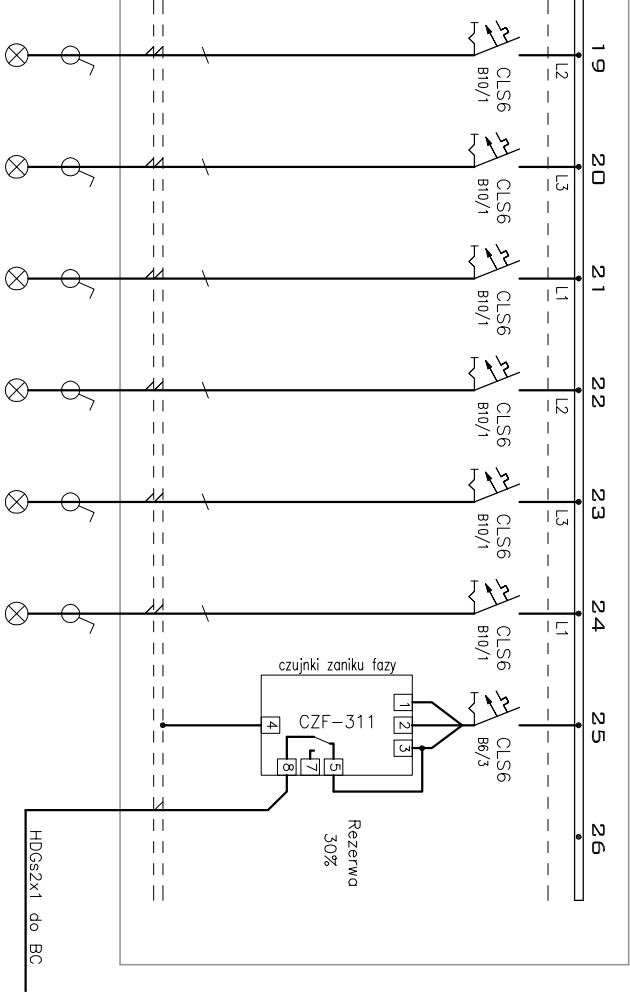 19
L2
CLS6
B10/1
20
L3
CLS6
B10/1
21
L1
CLS6
B10/1
22
L2
CLS6
B10/1
23
L3
CLS6
B10/1
24
L1
CLS6
B10/1
25
CLS6
B6/3
26
czujnki zaniku fazy
CZF-311
1
2
3
4
5
7
8
Rezerwa
30%
HDGs2x1 do BC